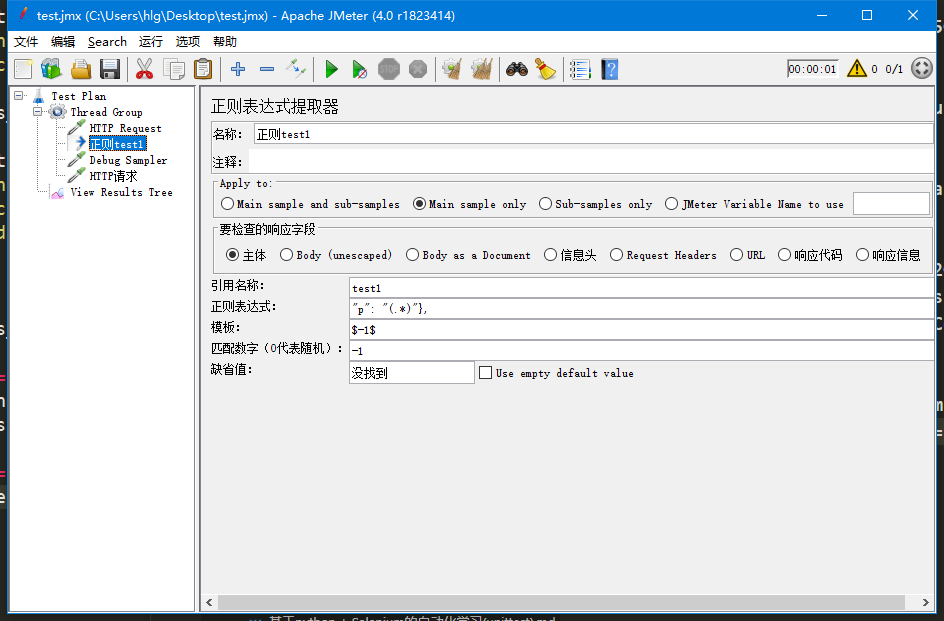 test.jmx (C:\Users\hlg\Desktop\test.jmx) - Apache JMeter (4.0 r1823414)
文件 编辑 Search 运行 选项 帮助
STOP 00:00:01 0 0/1
Test Plan
Thread Group
HTTP Request
正则test1
Debug Sampler
HTTP请求
View Results Tree
正则表达式提取器
名称: 正则test1
注释:
Apply to:
Main sample and sub-samples Main sample only Sub-samples only JMeter Variable Name to use
要检查的响应字段
主体 Body (unescaped) Body as a Document 信息头 Request Headers URL 响应代码 响应信息
引用名称: test1
正则表达式: "p": "(.*)"},
模板: $-1$
匹配数字（0代表随机）: -1
缺省值: 没找到 Use empty default value